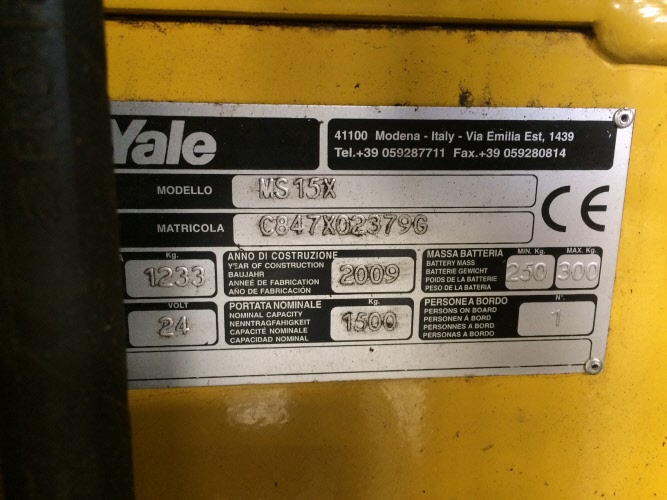 Yale
41100 Modena - Italy - Via Emilia Est, 1439
Tel.+39 059287711 Fax.+39 059280814
MODELLO MS15X
MATRICOLA C847X02379G
CE
Kg.
1233
ANNO DI COSTRUZIONE
YEAR OF CONSTRUCTION
BAUJAHR
ANNEÉ DE FABRICATION
AÑO DE FABRICACIÓN
2009
MASSA BATTERIA
BATTERY MASS
BATTERIE GEWICHT
POIDS DE LA BATTERIE
PESO DE LA BATERIA
MIN. Kg.
250
MAX. Kg.
300
VOLT
24
PORTATA NOMINALE
NOMINAL CAPACITY
NENNTRAGFAHIGKEIT
CAPACITÉ NOMINALE
CAPACIDAD NOMINAL
Kg.
1500
PERSONE A BORDO
PERSONS ON BOARD
PERSONEN Á BORD
PERSONNES A BORD
PERSONAS A BORDO
N°.
1